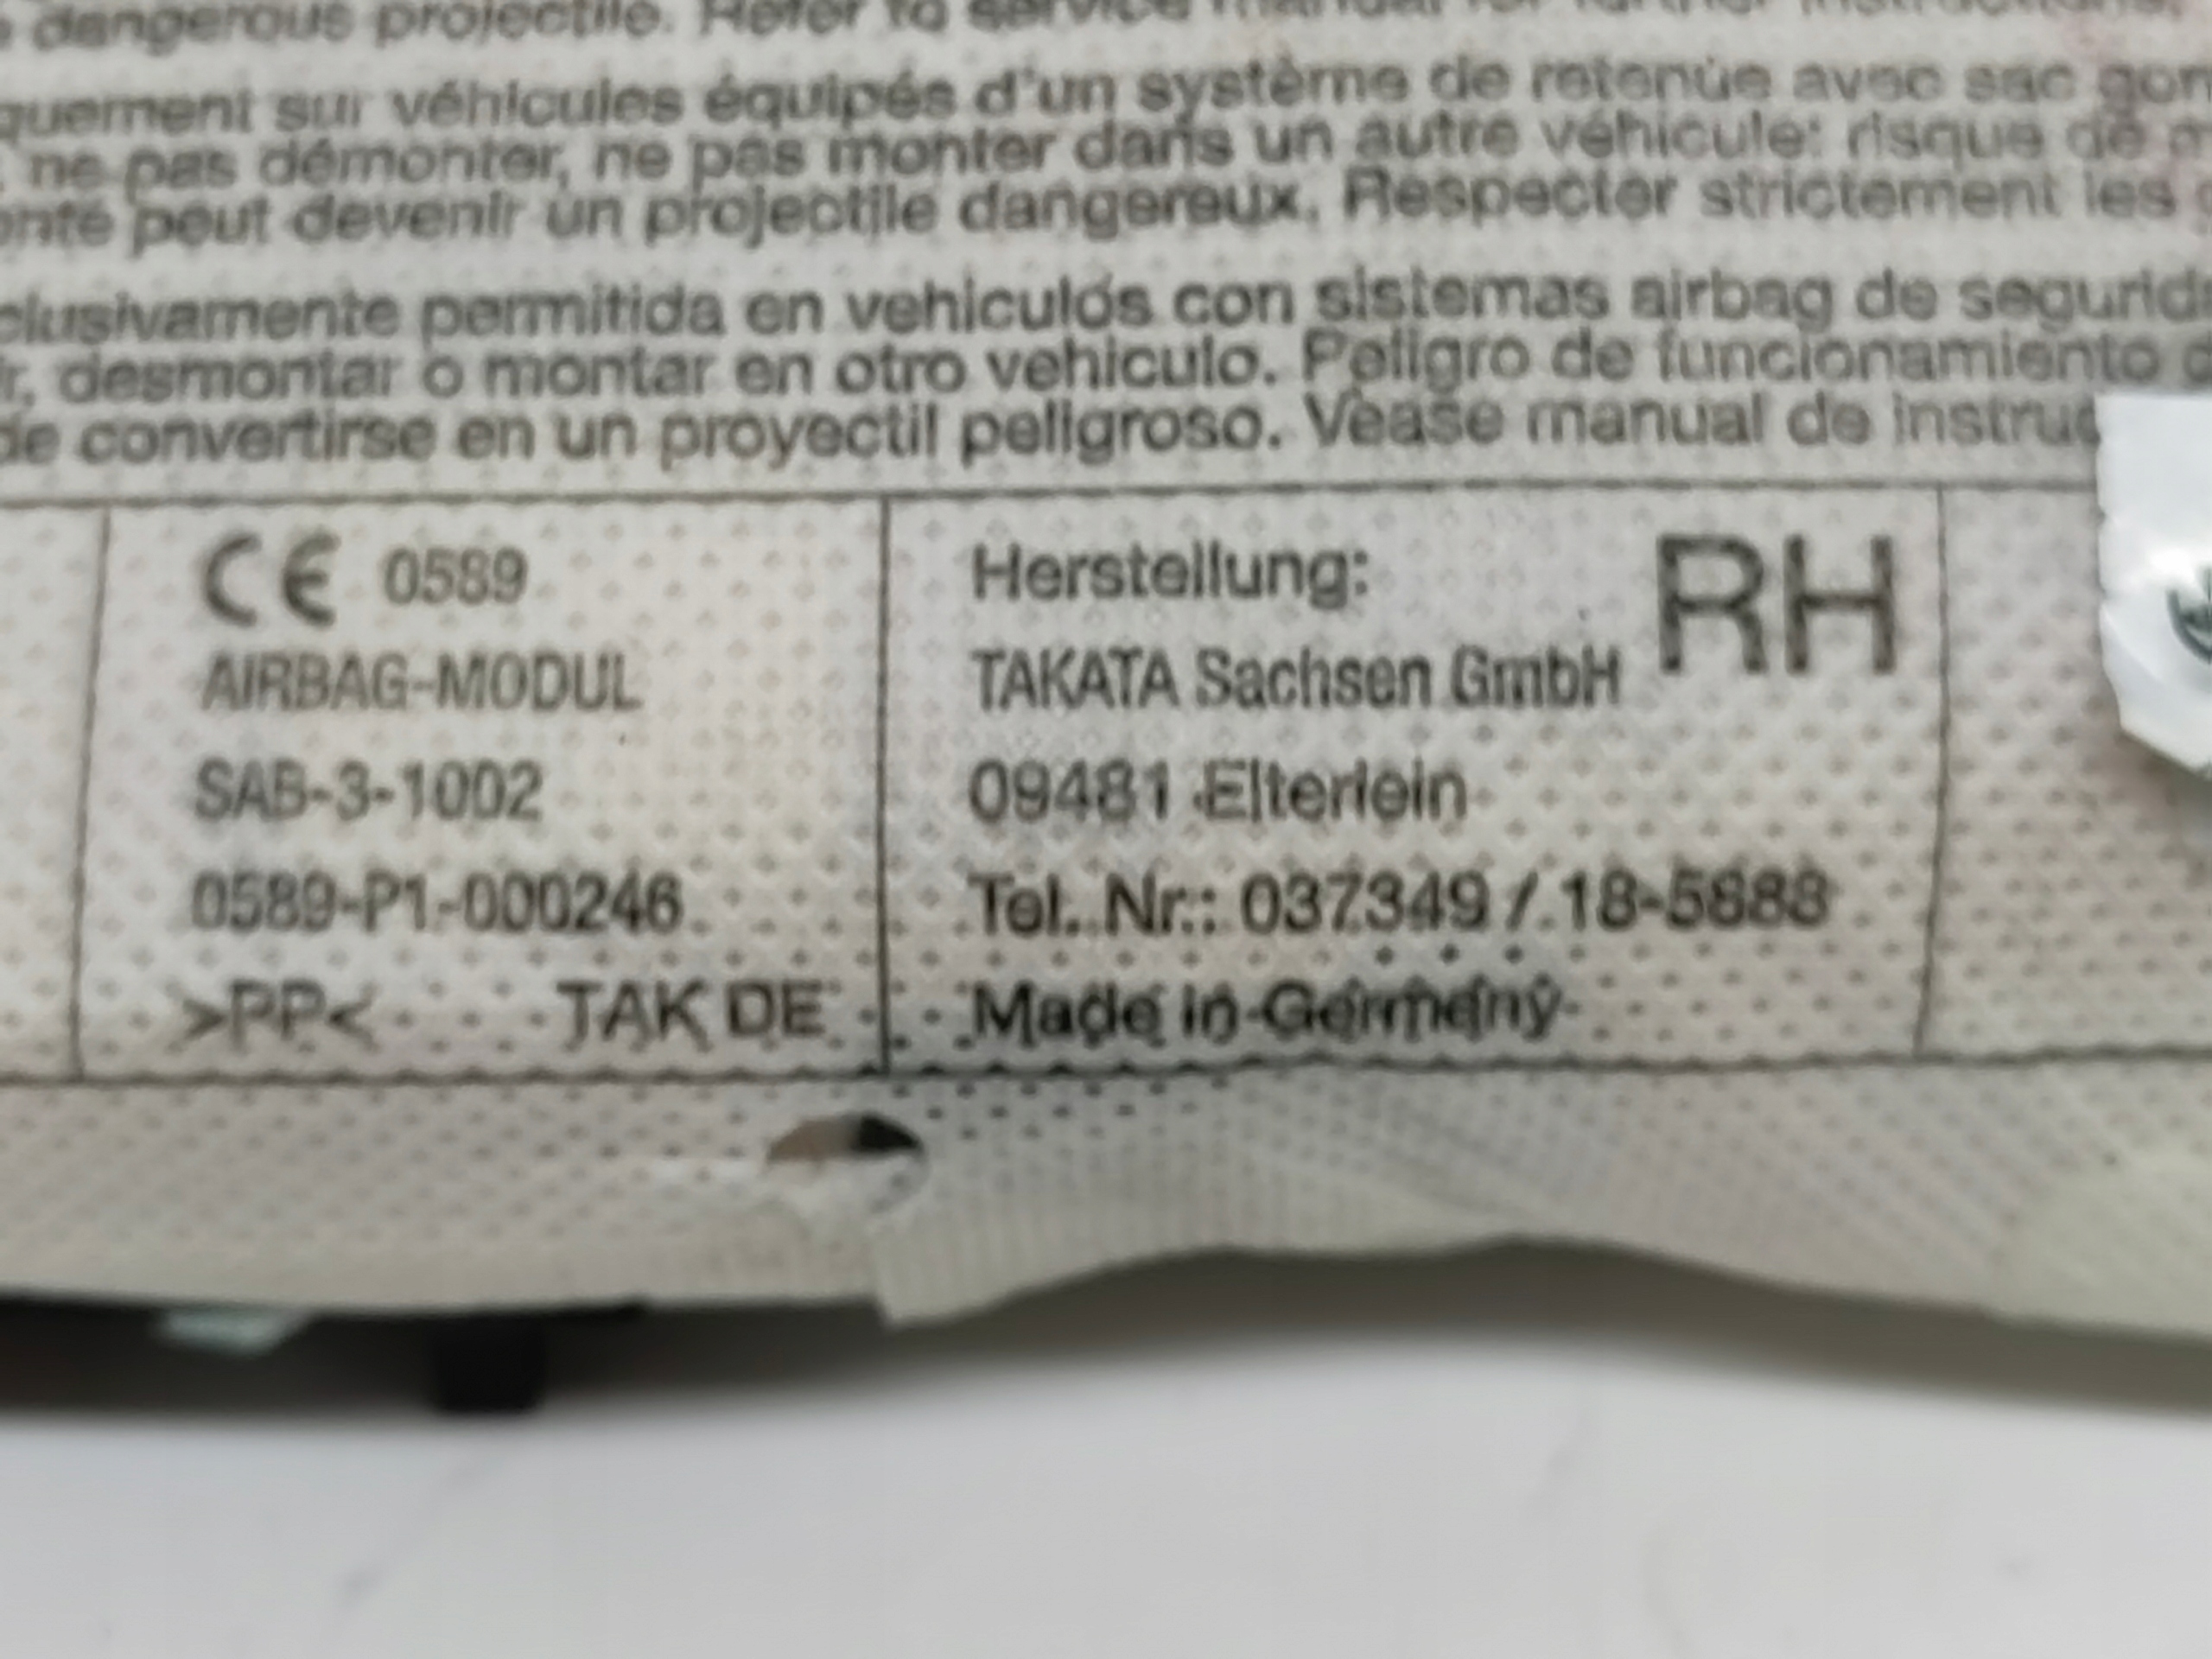 dangerous projectile. Refer to service manual for further instructions.
quement sur véhicules équipés d'un système de retenue avec sac gon
ne pas démonter, ne pas monter dans un autre véhicule: risque de
enté peut devenir un projectile dangereux. Respecter strictement les
clusivamente permitida en vehiculos con sistemas airbag de segurid
r, desmontar o montar en otro vehiculo. Peligro de funcionamiento
de convertirse en un proyectil peligroso. Véase manual de instruc
CE 0589
AIRBAG-MODUL
SAB-3-1002
0589-P1-000246
>PP< TAK DE
Herstellung: RH
TAKATA Sachsen GmbH
09481 Elterlein
Tel. Nr.: 037349 / 18-5888
Made in Germany